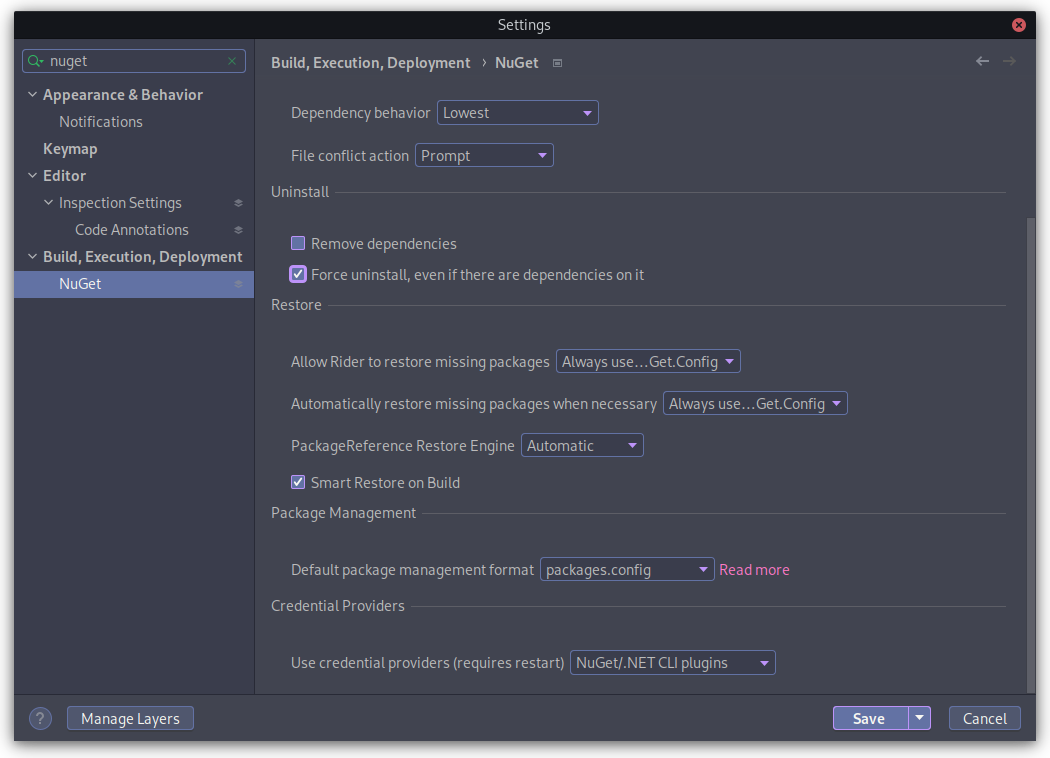 Settings
nuget
Appearance & Behavior
Notifications
Keymap
Editor
Inspection Settings
Code Annotations
Build, Execution, Deployment
NuGet
Build, Execution, Deployment › NuGet
Dependency behavior Lowest
File conflict action Prompt
Uninstall
Remove dependencies
Force uninstall, even if there are dependencies on it
Restore
Allow Rider to restore missing packages Always use...Get.Config
Automatically restore missing packages when necessary Always use...Get.Config
PackageReference Restore Engine Automatic
Smart Restore on Build
Package Management
Default package management format packages.config Read more
Credential Providers
Use credential providers (requires restart) NuGet/.NET CLI plugins
? Manage Layers Save Cancel